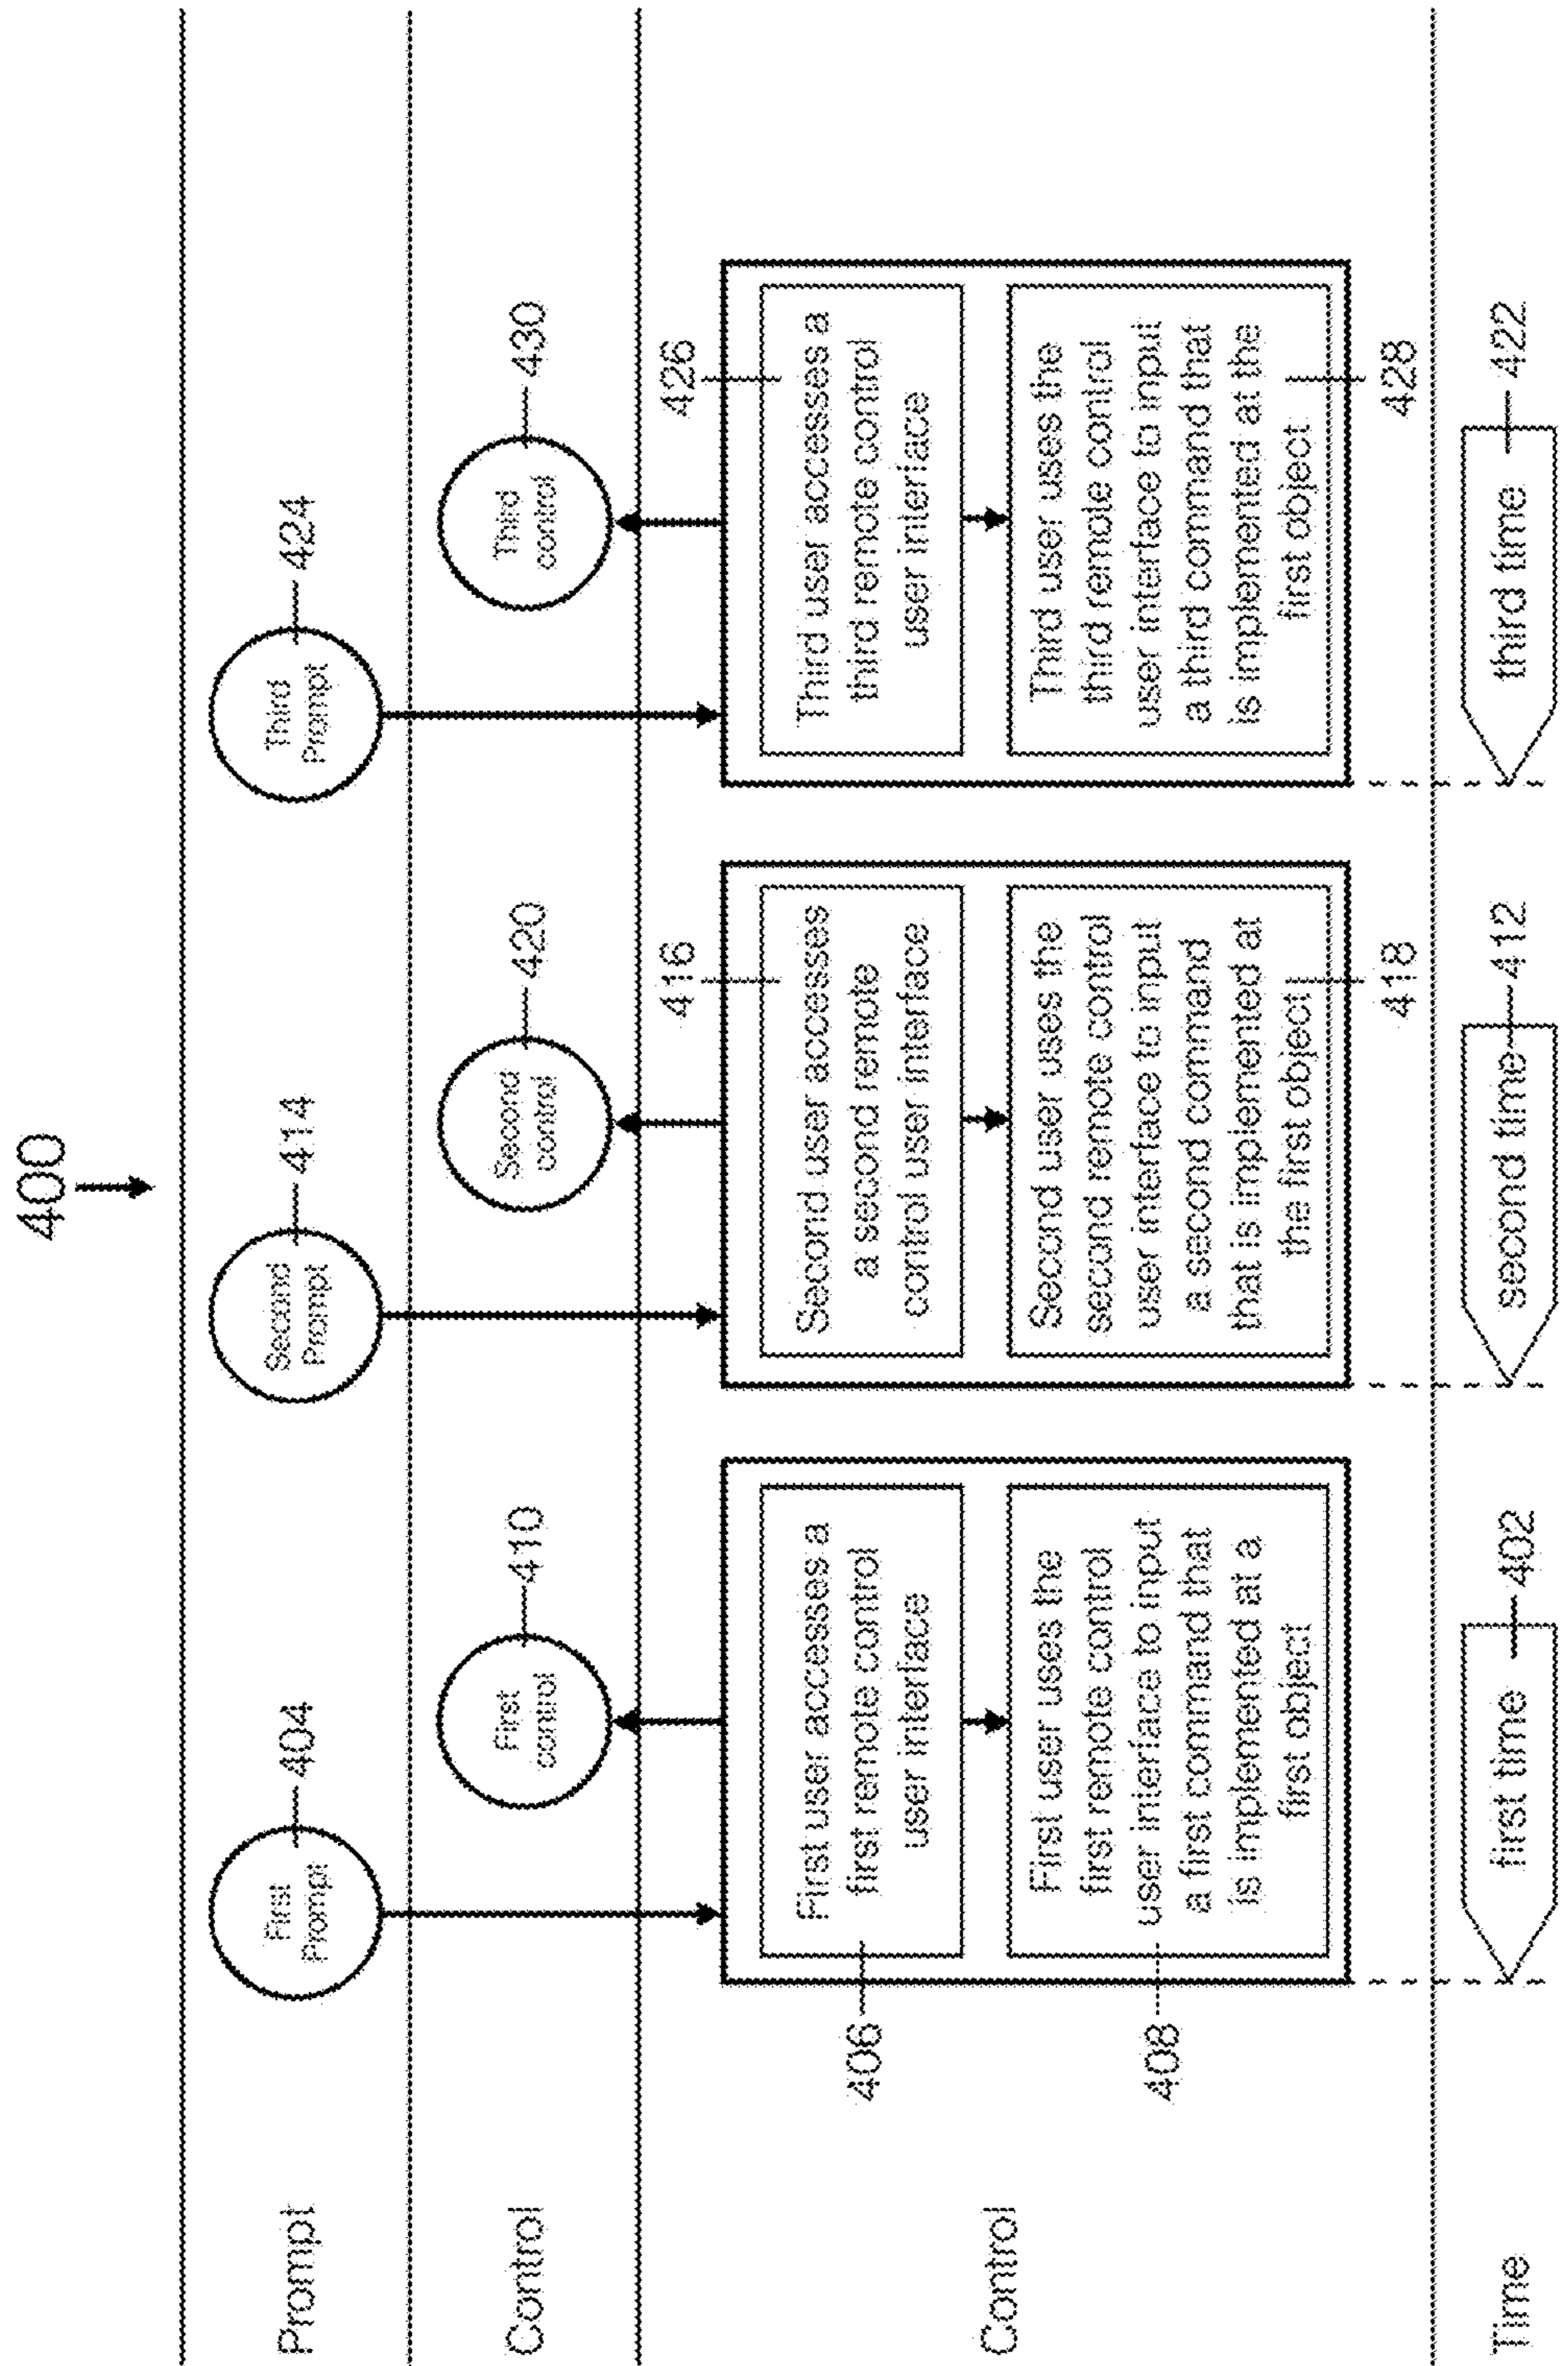 400
Prompt
First
Prompt
404
Second
Prompt
414
Third
Prompt
424
Control
First
control
410
Second
control
420
Third
control
430
Control
406
First user accesses a
first remote control
user interface
408
First user uses the
first remote control
user interface to input
a first command that
is implemented at a
first object
416
Second user accesses
a second remote
control user interface
Second user uses the
second remote control
user interface to input
a second command
that is implemented at
the first object
418
426
Third user accesses a
third remote control
user interface
Third user uses the
third remote control
user interface to input
a third command that
is implemented at the
first object
428
Time
first time
402
second time
412
third time
422